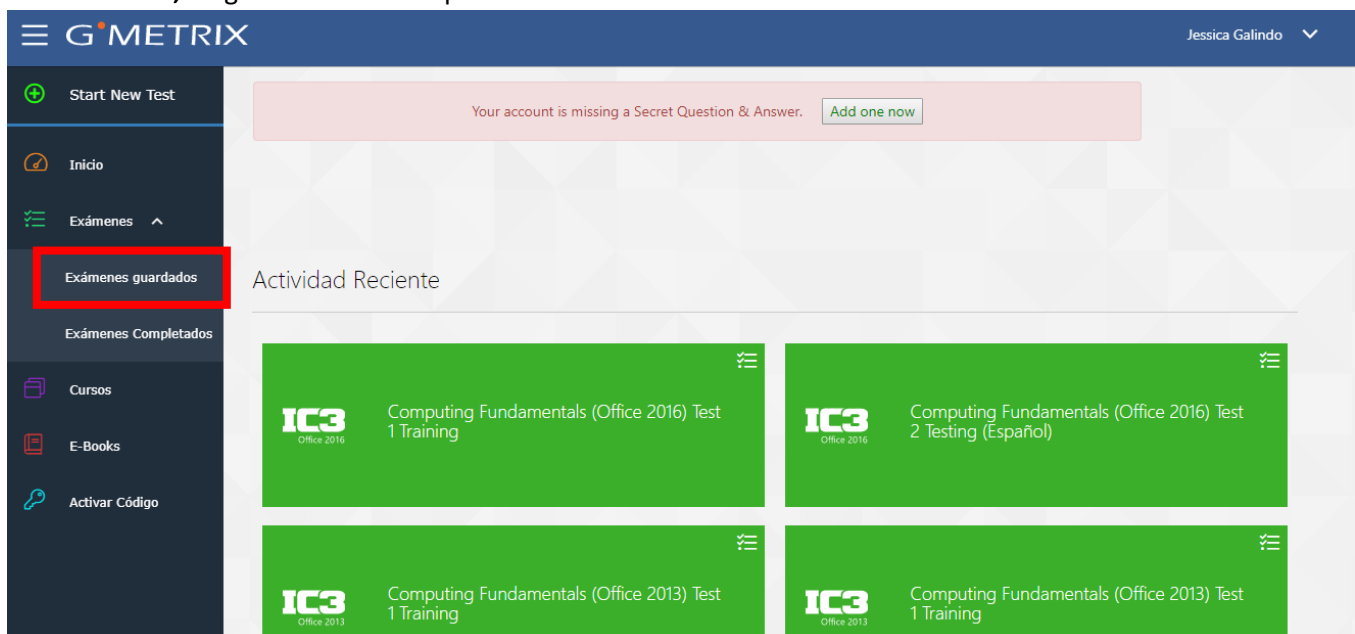 G METRIX
Jessica Galindo
Start New Test
Your account is missing a Secret Question & Answer. Add one now
Inicio
Exámenes
Exámenes guardados
Actividad Reciente
Exámenes Completados
Cursos
E-Books
Activar Código
IC3
Office 2016
Computing Fundamentals (Office 2016) Test
1 Training
IC3
Office 2016
Computing Fundamentals (Office 2016) Test
2 Testing (Español)
IC3
Office 2013
Computing Fundamentals (Office 2013) Test
1 Training
IC3
Office 2013
Computing Fundamentals (Office 2013) Test
1 Training